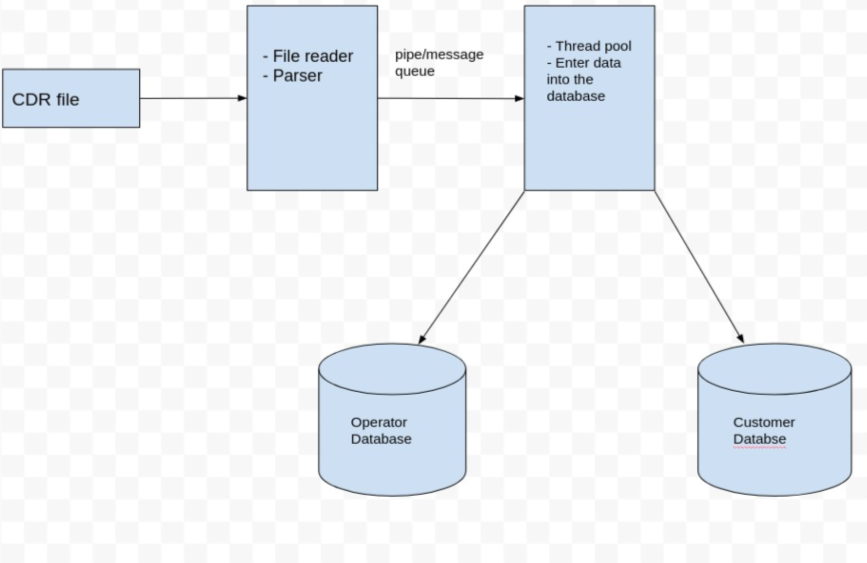 CDR file
- File reader
- Parser
pipe/message
queue
- Thread pool
- Enter data
into the
database
Operator
Database
Customer
Databse